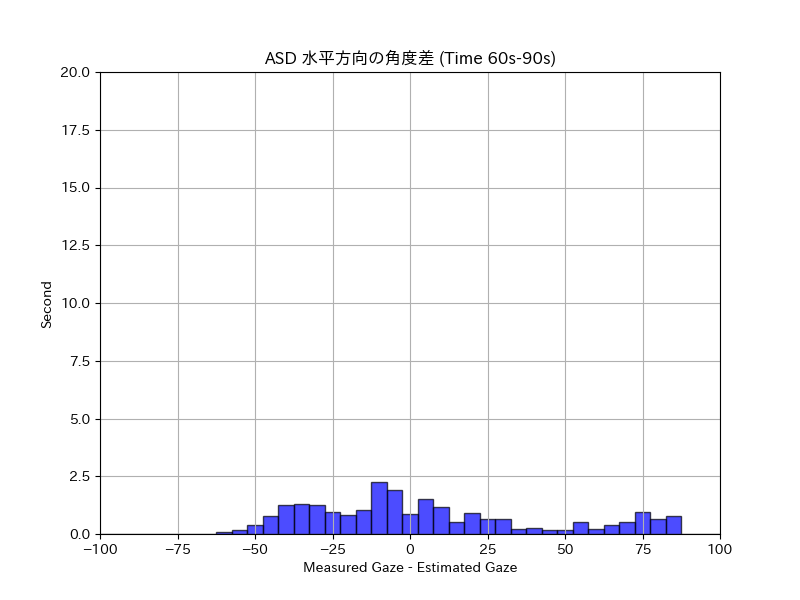 ASD 水平方向の角度差 (Time 60s-90s)
20.0
17.5
15.0
12.5
10.0
7.5
5.0
2.5
0.0
Second
−100 −75 −50 −25 0 25 50 75 100
Measured Gaze - Estimated Gaze